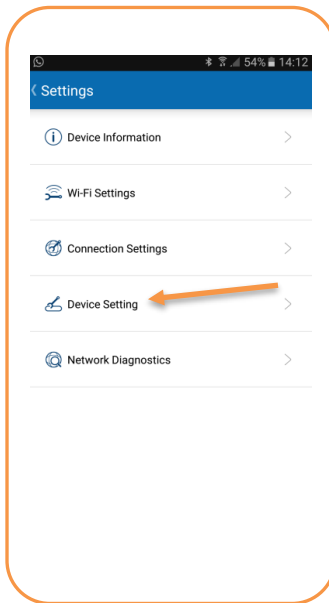 54% 14:12
Settings
Device Information
Wi-Fi Settings
Connection Settings
Device Setting
Network Diagnostics